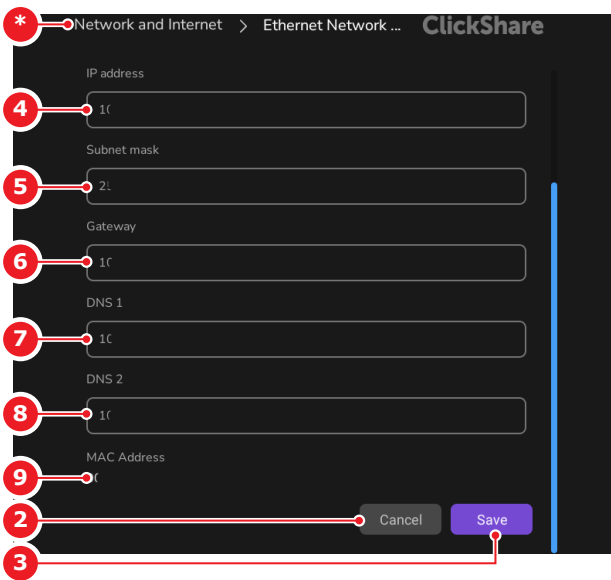 * Network and Internet > Ethernet Network ... ClickShare
IP address
4
Subnet mask
5
Gateway
6
DNS 1
7
DNS 2
8
MAC Address
9
2 Cancel Save
3